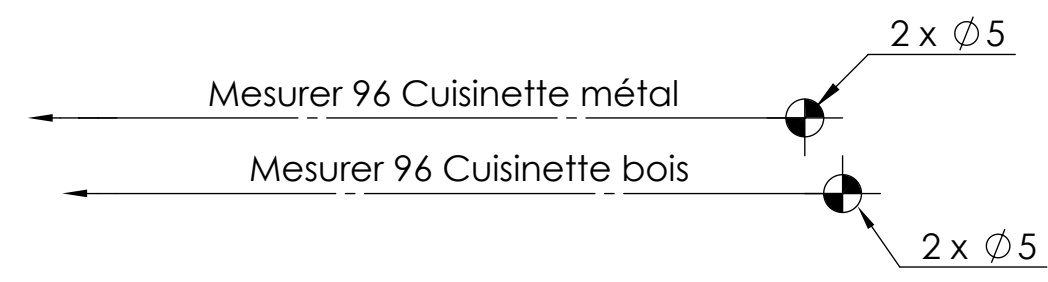 2 x ∅5
Mesurer 96 Cuisinette métal
Mesurer 96 Cuisinette bois
2 x ∅5